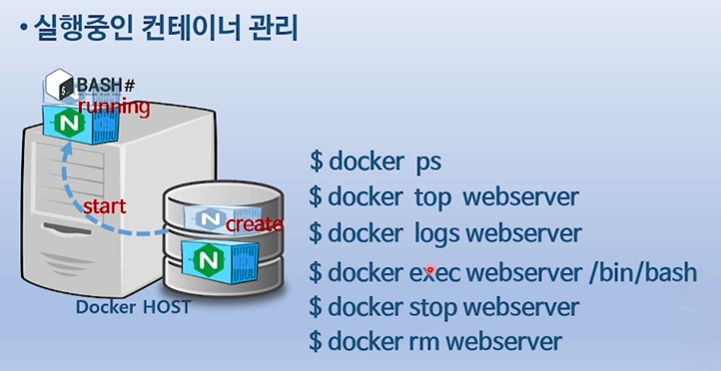 • 실행중인 컨테이너 관리
BASH#
running
start
create
Docker HOST
$ docker ps
$ docker top webserver
$ docker logs webserver
$ docker exec webserver /bin/bash
$ docker stop webserver
$ docker rm webserver